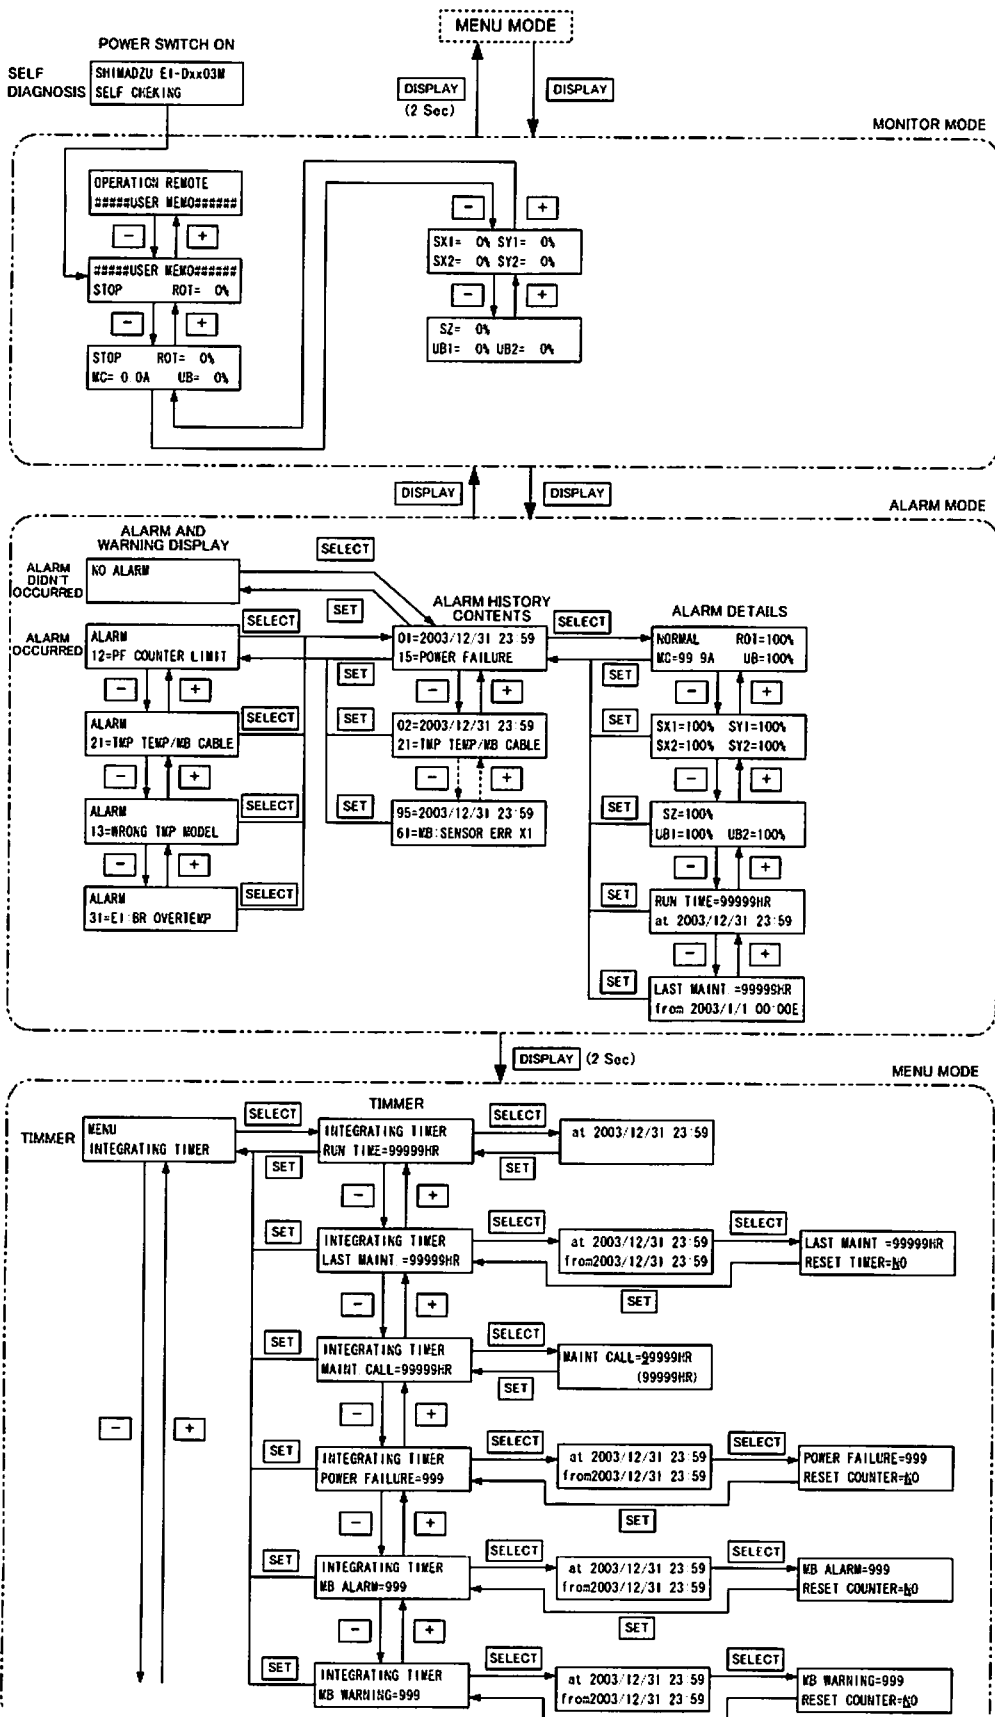 MENU MODE
POWER SWITCH ON
SELF
DIAGNOSIS
SHIMADZU EI-Dxx03M
SELF CHEKING
DISPLAY
(2 Sec)
DISPLAY
MONITOR MODE
OPERATION REMOTE
#####USER MEMO######
-
+
#####USER MEMO######
STOP ROT= 0%
-
+
STOP ROT= 0%
MC= 0.0A UB= 0%
-
+
SX1= 0% SY1= 0%
SX2= 0% SY2= 0%
-
+
SZ= 0%
UB1= 0% UB2= 0%
DISPLAY
DISPLAY
ALARM MODE
ALARM AND
WARNING DISPLAY
ALARM
DIDN'T
OCCURRED
NO ALARM
SELECT
SET
ALARM HISTORY
CONTENTS
ALARM DETAILS
ALARM
OCCURRED
ALARM
12=PF COUNTER LIMIT
SELECT
01=2003/12/31 23:59
15=POWER FAILURE
SELECT
NORMAL ROT=100%
MC=99.9A UB=100%
-
+
SET
-
+
SET
-
+
ALARM
21=TMP TEMP/MB CABLE
SELECT
SET
02=2003/12/31 23:59
21=TMP TEMP/MB CABLE
SET
SX1=100% SY1=100%
SX2=100% SY2=100%
-
+
-
+
-
+
ALARM
13=WRONG TMP MODEL
SELECT
SET
95=2003/12/31 23:59
61=MB:SENSOR ERR X1
SET
SZ=100%
UB1=100% UB2=100%
-
+
-
+
ALARM
31=EI:BR OVERTEMP
SELECT
SET
RUN TIME=99999HR
at 2003/12/31 23:59
-
+
SET
LAST MAINT.=99999HR
from 2003/1/1 00:00E
DISPLAY (2 Sec)
MENU MODE
TIMMER
TIMMER
MENU
INTEGRATING TIMER
SELECT
SET
INTEGRATING TIMER
RUN TIME=99999HR
SELECT
SET
at 2003/12/31 23:59
-
+
SET
INTEGRATING TIMER
LAST MAINT.=99999HR
SELECT
at 2003/12/31 23:59
from2003/12/31 23:59
SELECT
LAST MAINT.=99999HR
RESET TIMER=NO
SET
-
+
SET
INTEGRATING TIMER
MAINT CALL=99999HR
SELECT
SET
MAINT CALL=99999HR
(99999HR)
-
+
-
+
SET
INTEGRATING TIMER
POWER FAILURE=999
SELECT
at 2003/12/31 23:59
from2003/12/31 23:59
SELECT
POWER FAILURE=999
RESET COUNTER=NO
SET
-
+
SET
INTEGRATING TIMER
MB ALARM=999
SELECT
at 2003/12/31 23:59
from2003/12/31 23:59
SELECT
MB ALARM=999
RESET COUNTER=NO
SET
-
+
SET
INTEGRATING TIMER
MB WARNING=999
SELECT
at 2003/12/31 23:59
from2003/12/31 23:59
SELECT
MB WARNING=999
RESET COUNTER=NO